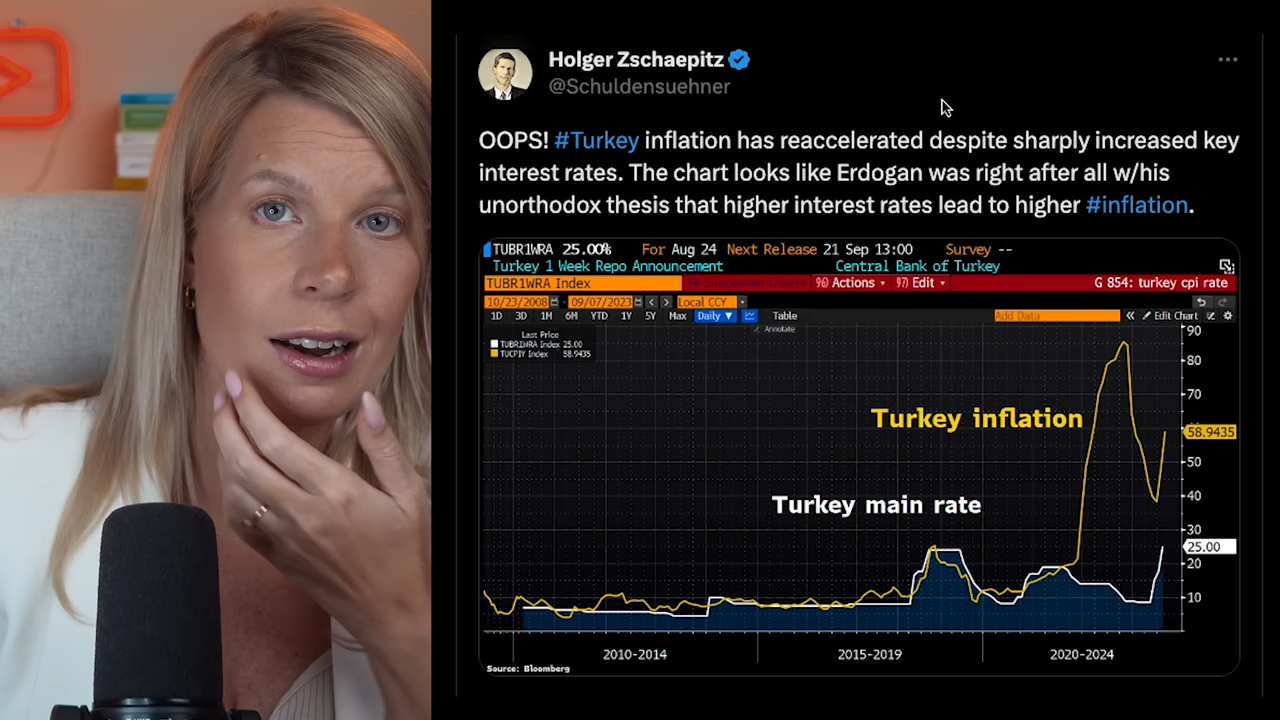 Holger Zschaepitz
@Schuldensuehner
OOPS! #Turkey inflation has reaccelerated despite sharply increased key
interest rates. The chart looks like Erdogan was right after all w/his
unorthodox thesis that higher interest rates lead to higher #inflation.
TUBR1WRA 25.00% For Aug 24 Next Release 21 Sep 13:00 Survey --
Turkey 1 Week Repo Announcement Central Bank of Turkey
TUBR1WRA Index 96 Suggested Charts 96) Actions 97) Edit G 854: turkey cpi rate
10/23/2008 - 09/07/2023 Local CCY
1D 3D 1M 6M YTD 1Y 5Y Max Daily ▼ Table Add Data « Edit Chart
Annotate
Last Price
TUBR1WRA Index 25.00
TUCPIY Index 58.9435
90
80
70
Turkey inflation
58.9435
50
40
Turkey main rate
30
25.00
20
10
2010-2014 2015-2019 2020-2024
Source: Bloomberg